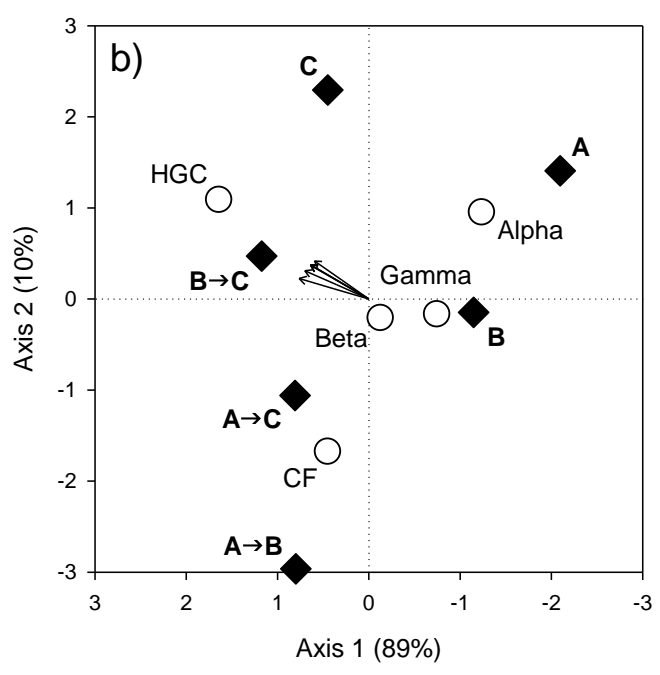 3
b)
C
A
2
HGC
1
Alpha
B→C
Gamma
0
Beta
B
Axis 2 (10%)
-1
A→C
CF
-2
A→B
-3
3 2 1 0 -1 -2 -3
Axis 1 (89%)